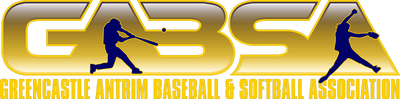 GABSA
GREENCASTLE ANTRIM BASEBALL & SOFTBALL ASSOCIATION